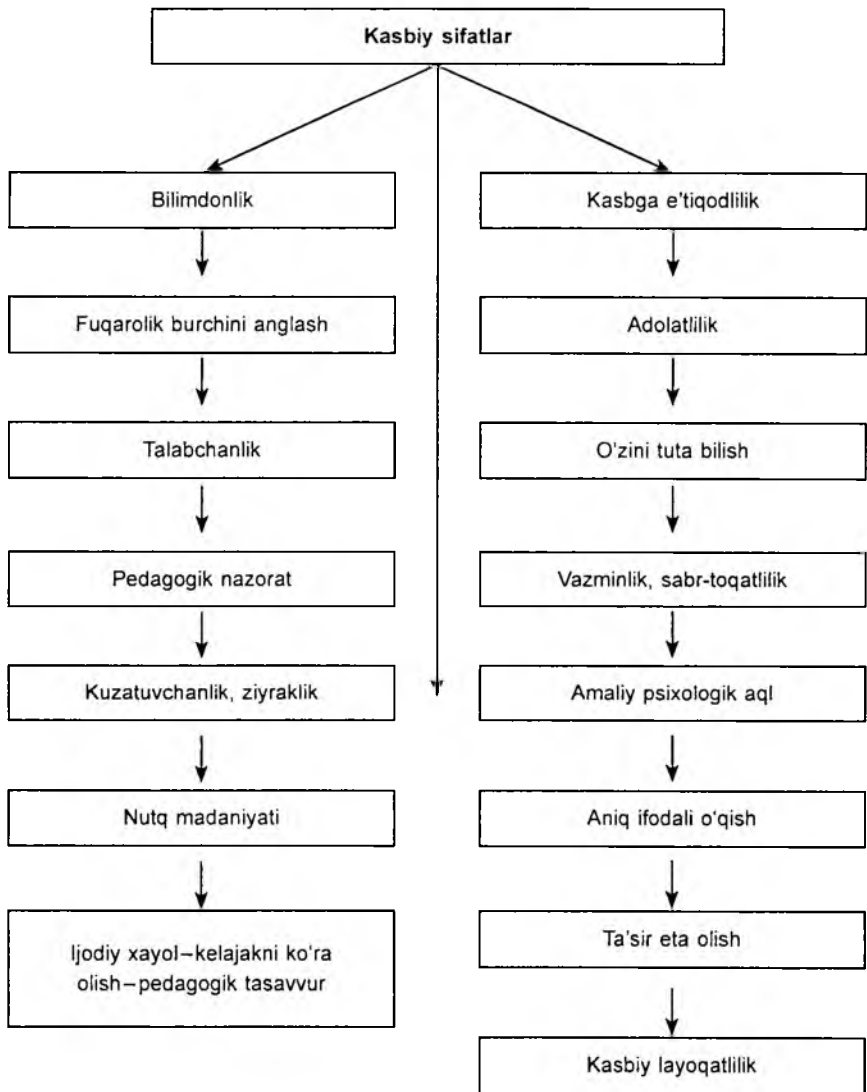 Kasbiy sifatlar
Bilimdonlik
Fuqarolik burchini anglash
Talabchanlik
Pedagogik nazorat
Kuzatuvchanlik, ziyraklik
Nutq madaniyati
Ijodiy xayol–kelajakni ko'ra
olish–pedagogik tasavvur
Kasbga e'tiqodlilik
Adolatlilik
O'zini tuta bilish
Vazminlik, sabr-toqatlilik
Amaliy psixologik aql
Aniq ifodali o'qish
Ta'sir eta olish
Kasbiy layoqatlilik